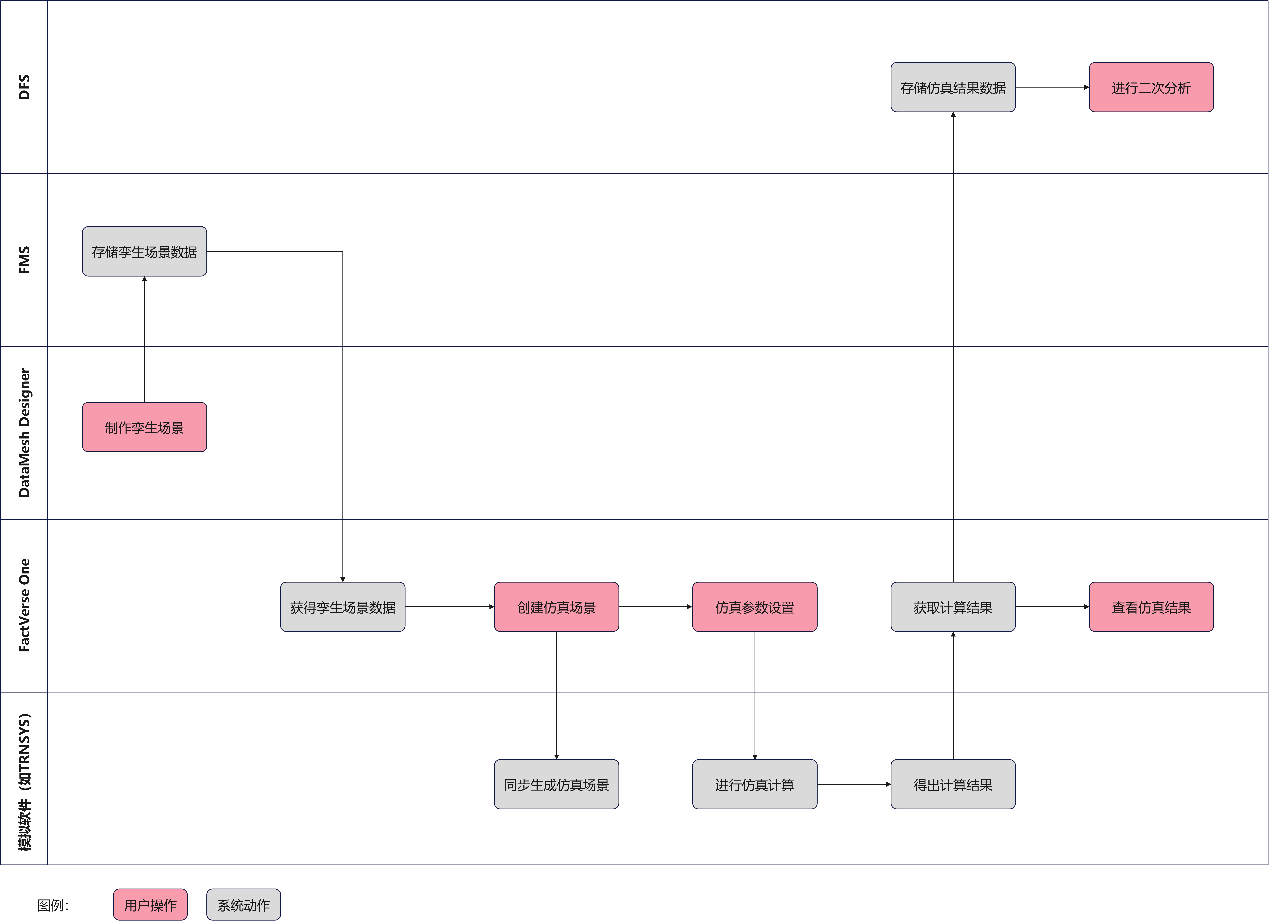 DFS
存储仿真结果数据
进行二次分析
FMS
存储孪生场景数据
DataMesh Designer
制作孪生场景
FactVerse One
获得孪生场景数据
创建仿真场景
仿真参数设置
获取计算结果
查看仿真结果
模拟软件（如TRNSYS）
同步生成仿真场景
进行仿真计算
得出计算结果
图例：
用户操作
系统动作